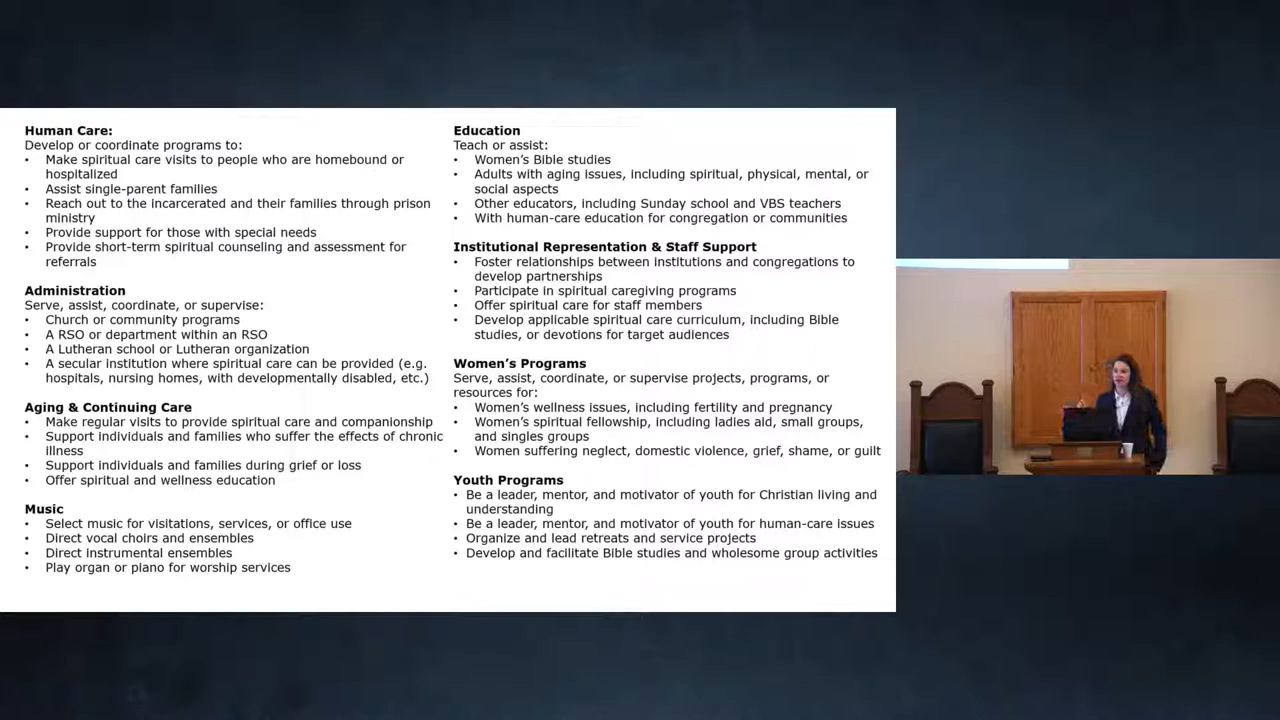 Human Care:
Develop or coordinate programs to:
• Make spiritual care visits to people who are homebound or
hospitalized
• Assist single-parent families
• Reach out to the incarcerated and their families through prison
ministry
• Provide support for those with special needs
• Provide short-term spiritual counseling and assessment for
referrals
Administration
Serve, assist, coordinate, or supervise:
• Church or community programs
• A RSO or department within an RSO
• A Lutheran school or Lutheran organization
• A secular institution where spiritual care can be provided (e.g.
hospitals, nursing homes, with developmentally disabled, etc.)
Aging & Continuing Care
• Make regular visits to provide spiritual care and companionship
• Support individuals and families who suffer the effects of chronic
illness
• Support individuals and families during grief or loss
• Offer spiritual and wellness education
Music
• Select music for visitations, services, or office use
• Direct vocal choirs and ensembles
• Direct instrumental ensembles
• Play organ or piano for worship services
Education
Teach or assist:
• Women’s Bible studies
• Adults with aging issues, including spiritual, physical, mental, or
social aspects
• Other educators, including Sunday school and VBS teachers
• With human-care education for congregation or communities
Institutional Representation & Staff Support
• Foster relationships between institutions and congregations to
develop partnerships
• Participate in spiritual caregiving programs
• Offer spiritual care for staff members
• Develop applicable spiritual care curriculum, including Bible
studies, or devotions for target audiences
Women’s Programs
Serve, assist, coordinate, or supervise projects, programs, or
resources for:
• Women’s wellness issues, including fertility and pregnancy
• Women’s spiritual fellowship, including ladies aid, small groups,
and singles groups
• Women suffering neglect, domestic violence, grief, shame, or guilt
Youth Programs
• Be a leader, mentor, and motivator of youth for Christian living and
understanding
• Be a leader, mentor, and motivator of youth for human-care issues
• Organize and lead retreats and service projects
• Develop and facilitate Bible studies and wholesome group activities